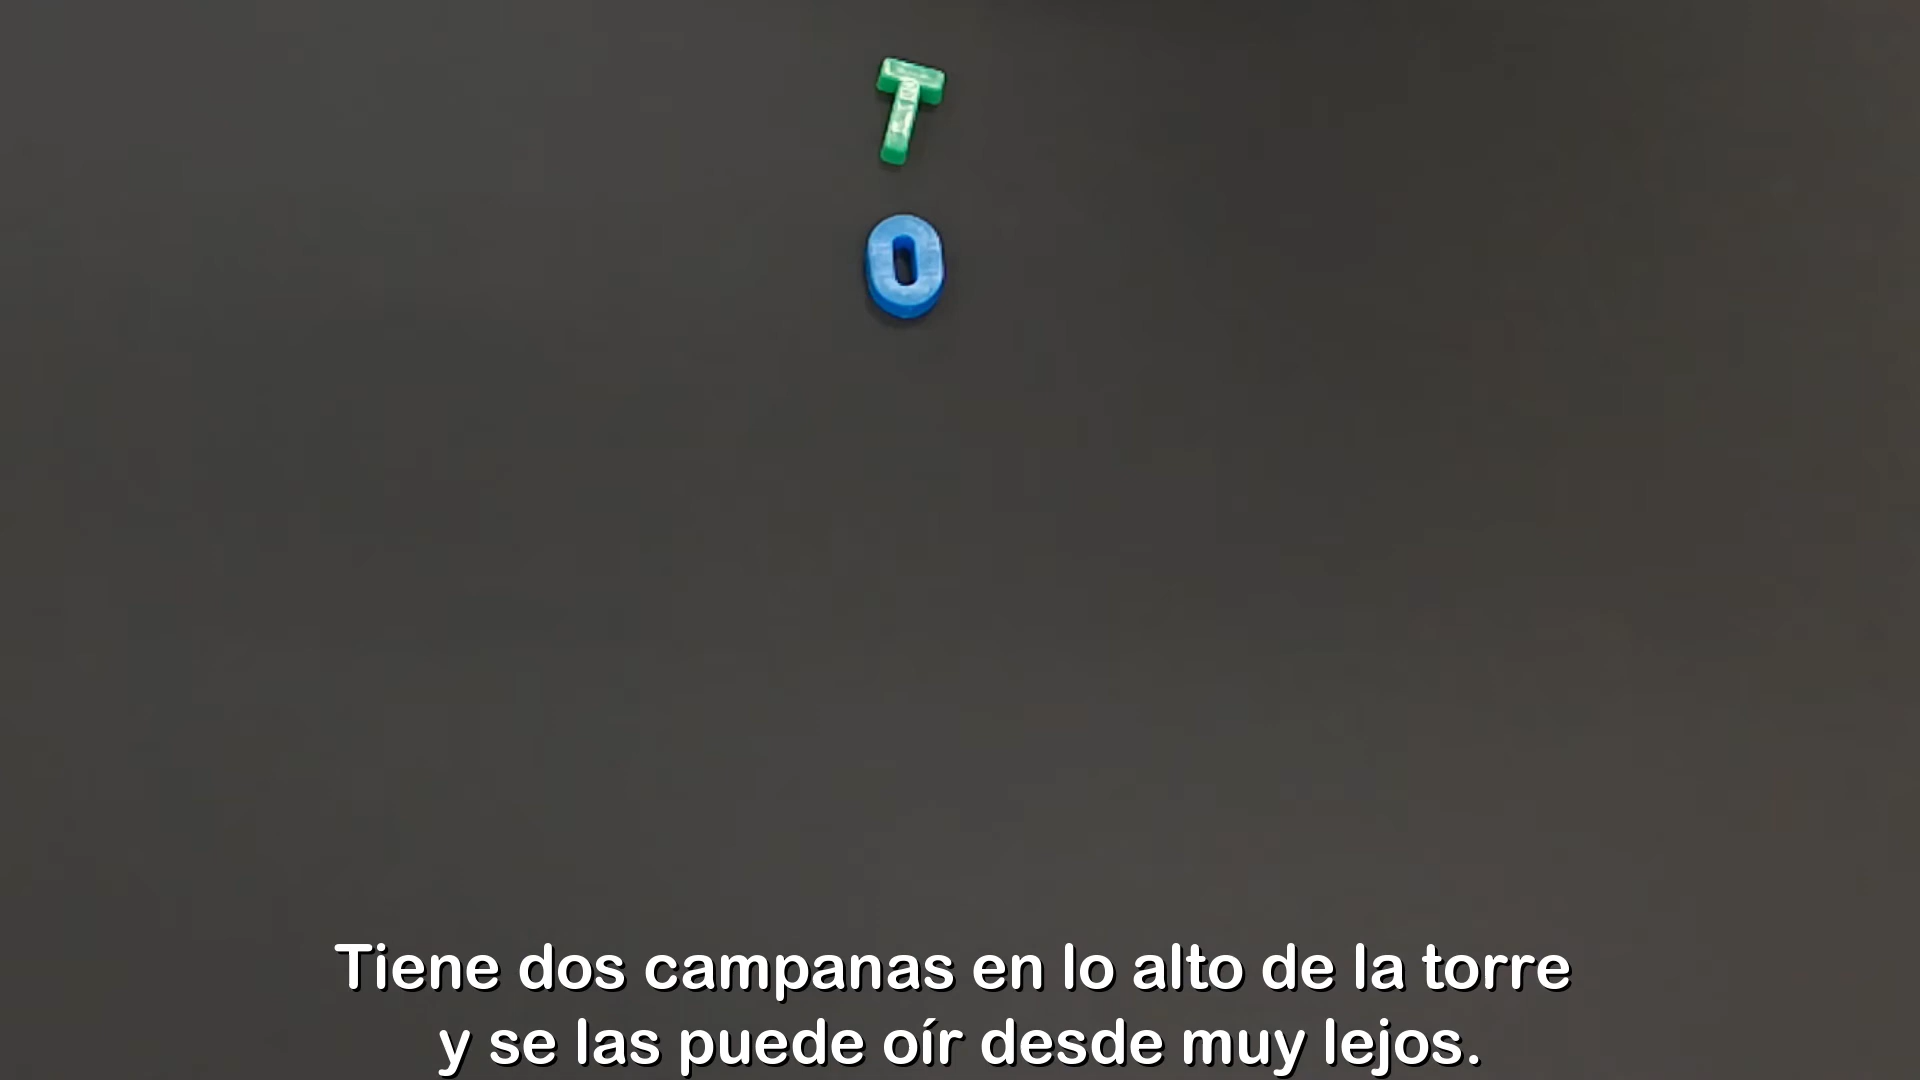 T
O
Tiene dos campanas en lo alto de la torre
y se las puede oír desde muy lejos.